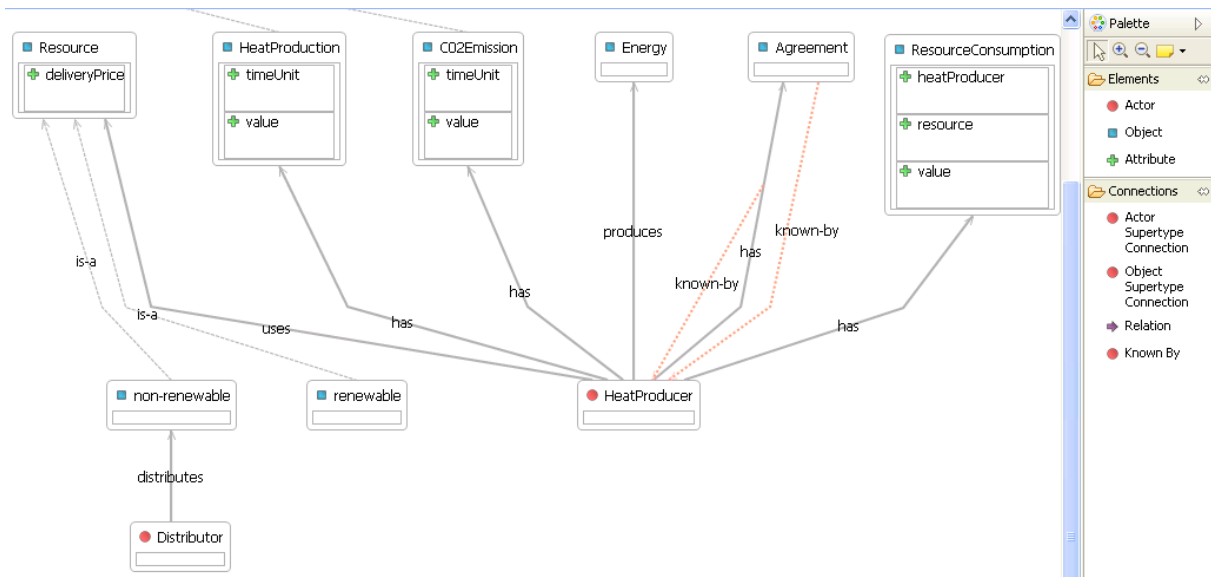 Resource
deliveryPrice
HeatProduction
timeUnit
value
CO2Emission
timeUnit
value
Energy
Agreement
ResourceConsumption
heatProducer
resource
value
is-a
is-a
uses
has
has
produces
known-by
has
known-by
has
non-renewable
renewable
HeatProducer
distributes
Distributor
Palette
Elements
Actor
Object
Attribute
Connections
Actor
Supertype
Connection
Object
Supertype
Connection
Relation
Known By